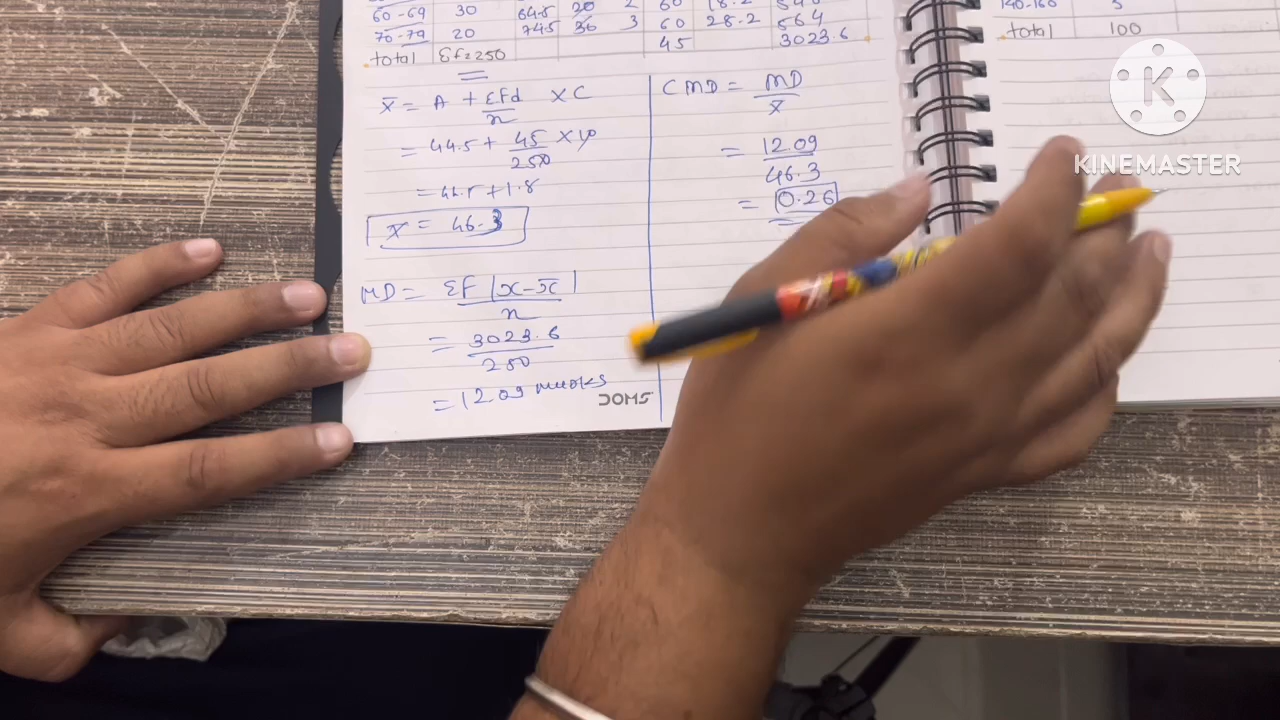 60-69 30 64.5 20 2 60 18.2 546
70-79 20 745 36 3 60 28.2 564
total Σf=250 45 3023.6
x̄ = A + Σfd/n × C
= 44.5 + 45/250 × 10
= 44.5 + 1.8
x̄ = 46.3
MD = Σf |x-x̄| / n
= 3023.6/250
= 12.09 marks
DOMS
CMD = MD/x̄
= 12.09/46.3
= 0.26
140-160 5
total 100
K
KINEMASTER